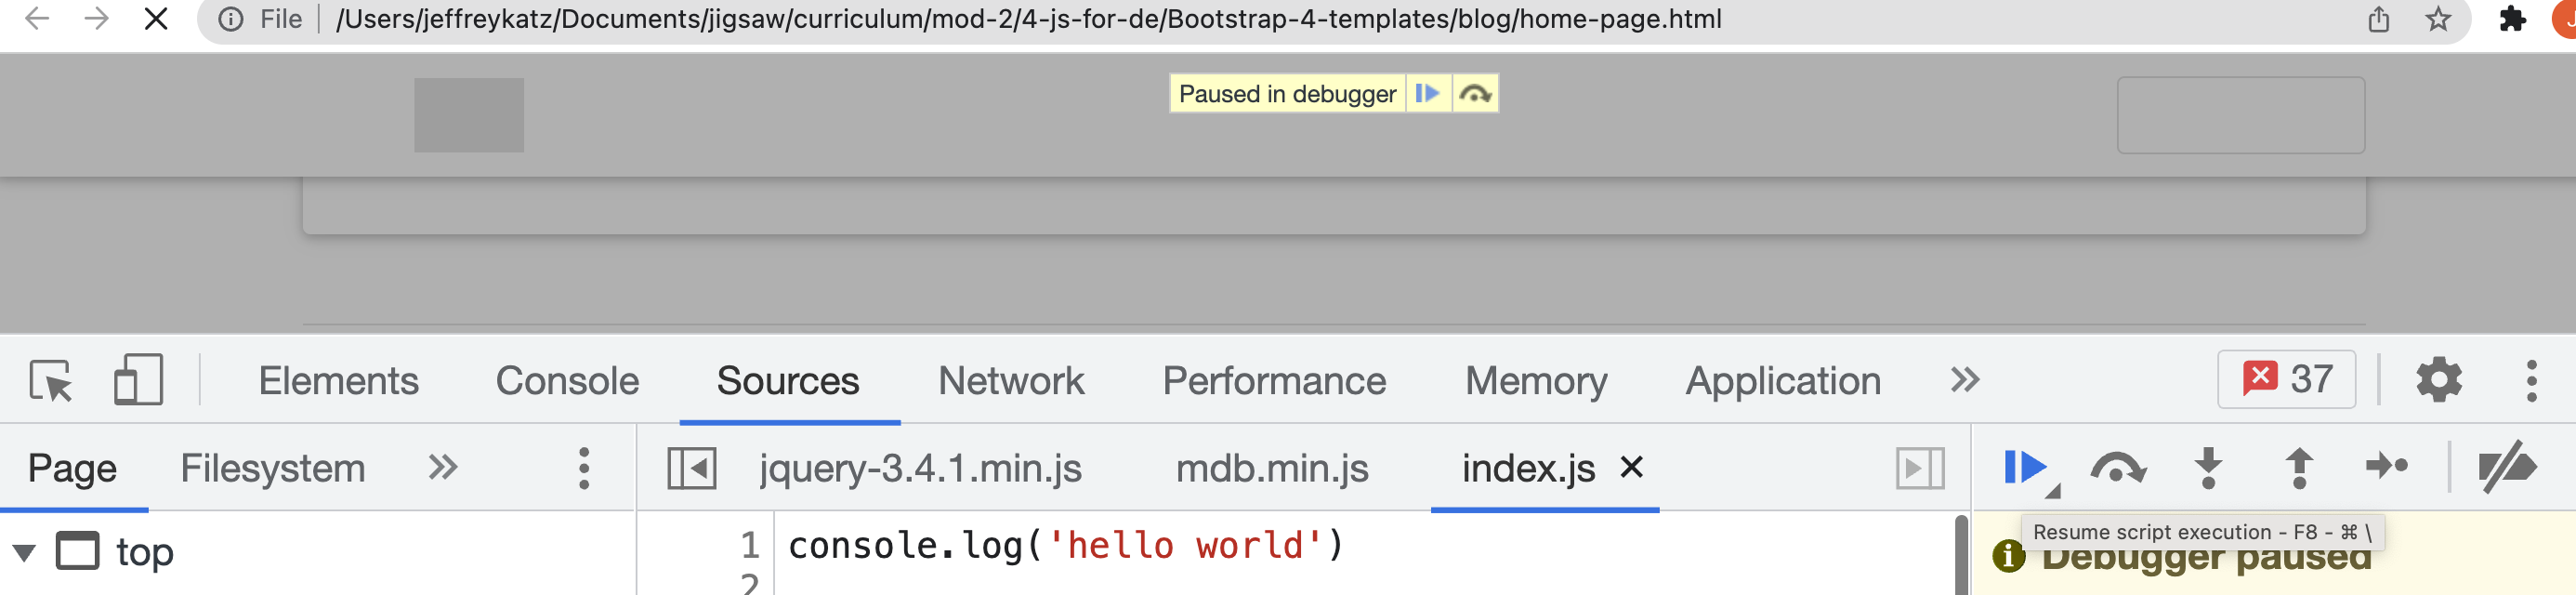 File /Users/jeffreykatz/Documents/jigsaw/curriculum/mod-2/4-js-for-de/Bootstrap-4-templates/blog/home-page.html J
Paused in debugger
Elements Console Sources Network Performance Memory Application 37
Page Filesystem jquery-3.4.1.min.js mdb.min.js index.js
1 console.log('hello world')
2
top
Resume script execution - F8 - ⌘ \
Debugger paused